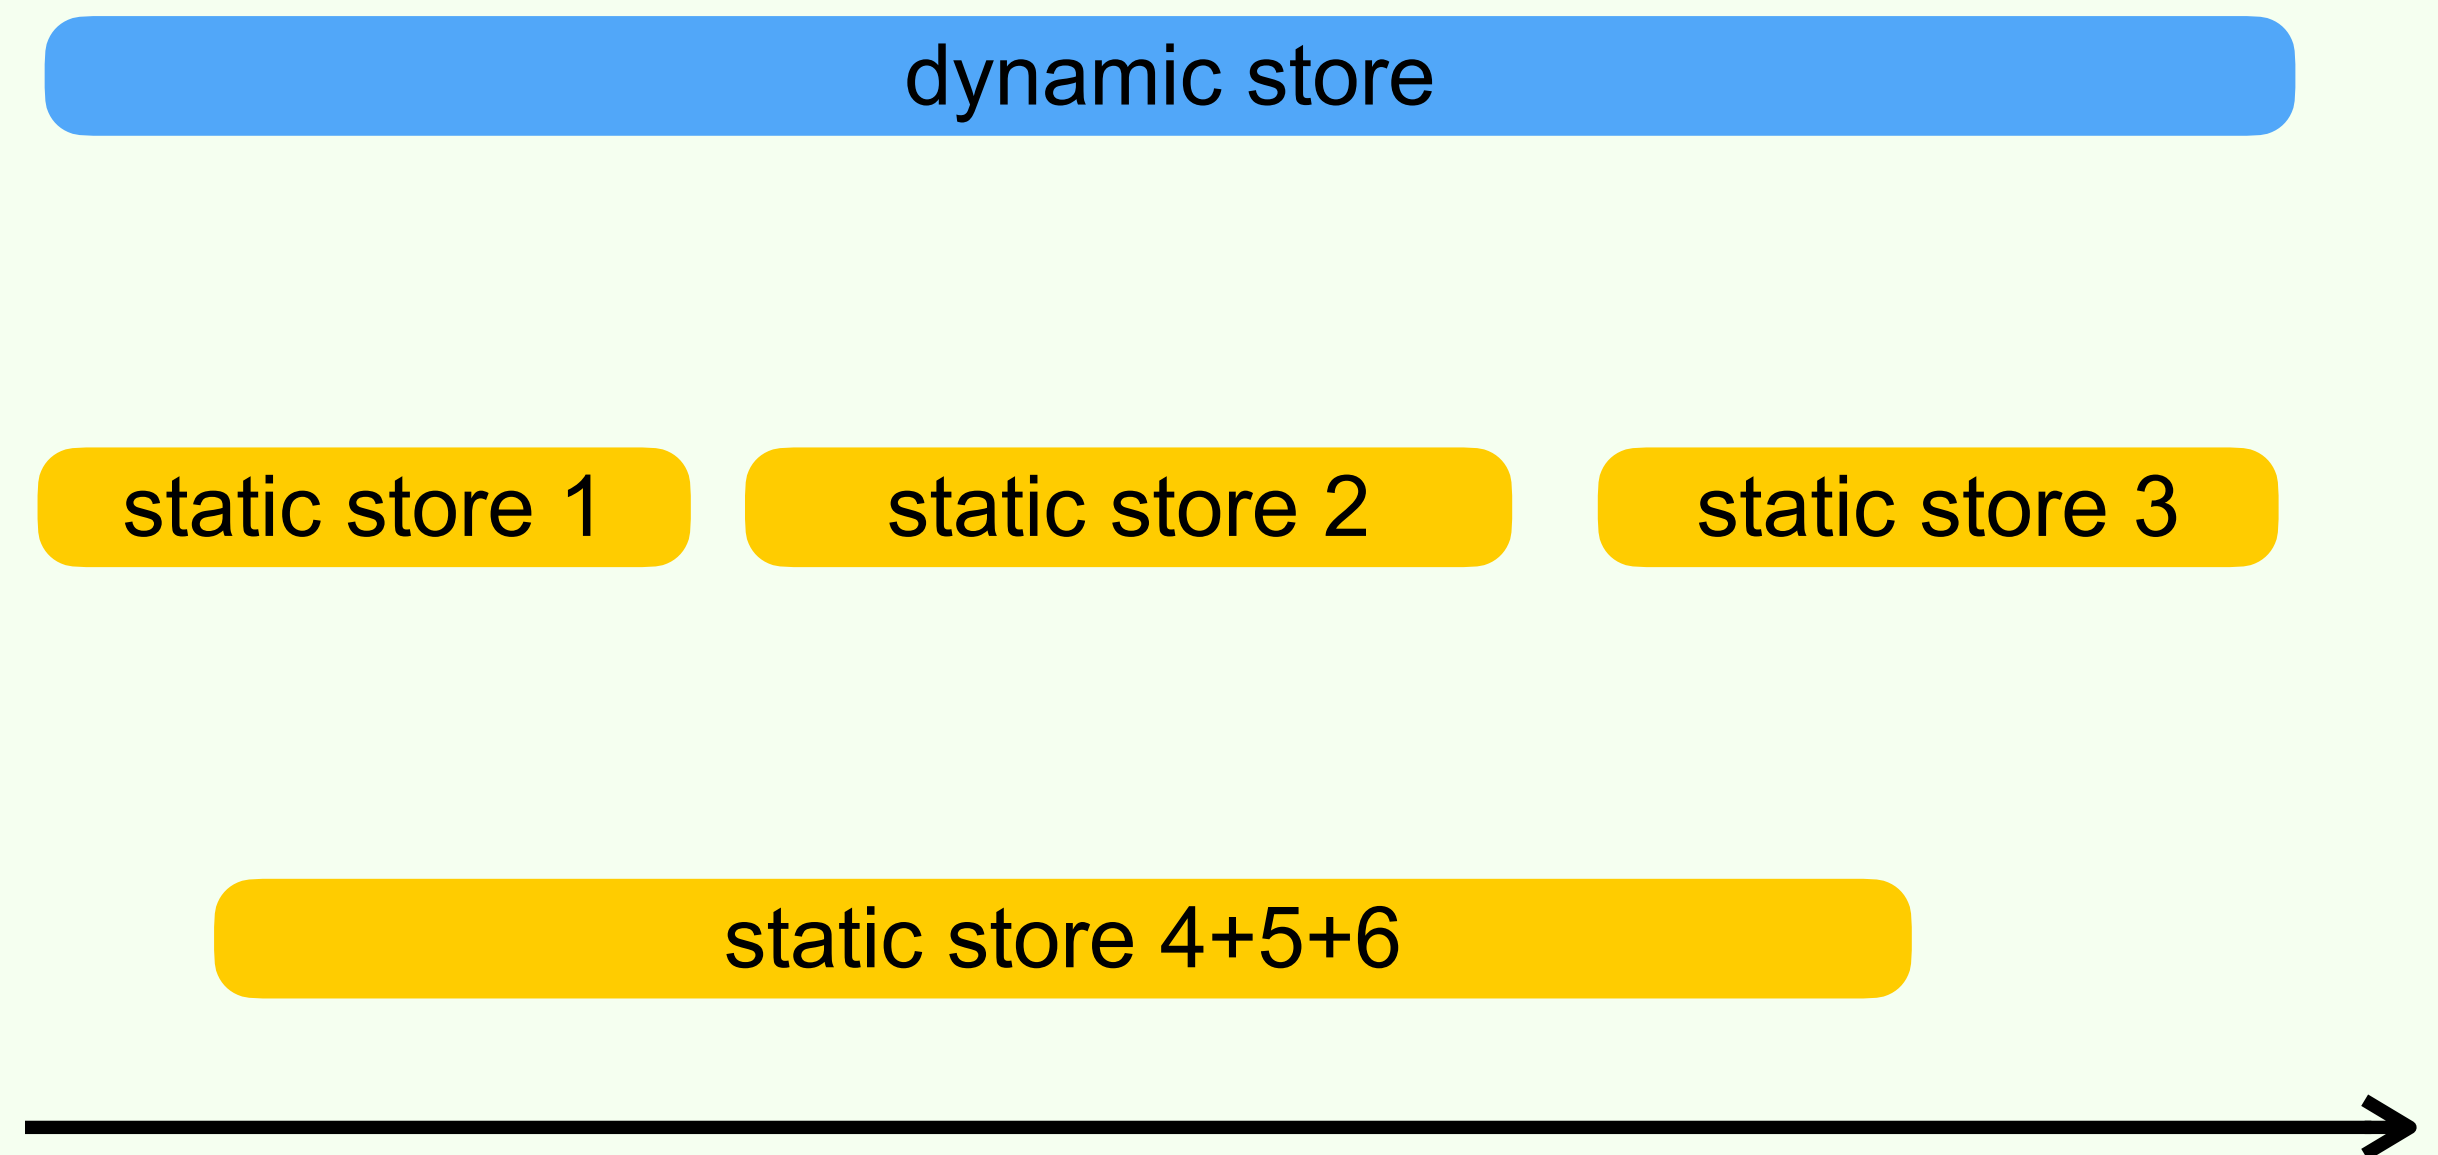 dynamic store
static store 1
static store 2
static store 3
static store 4+5+6